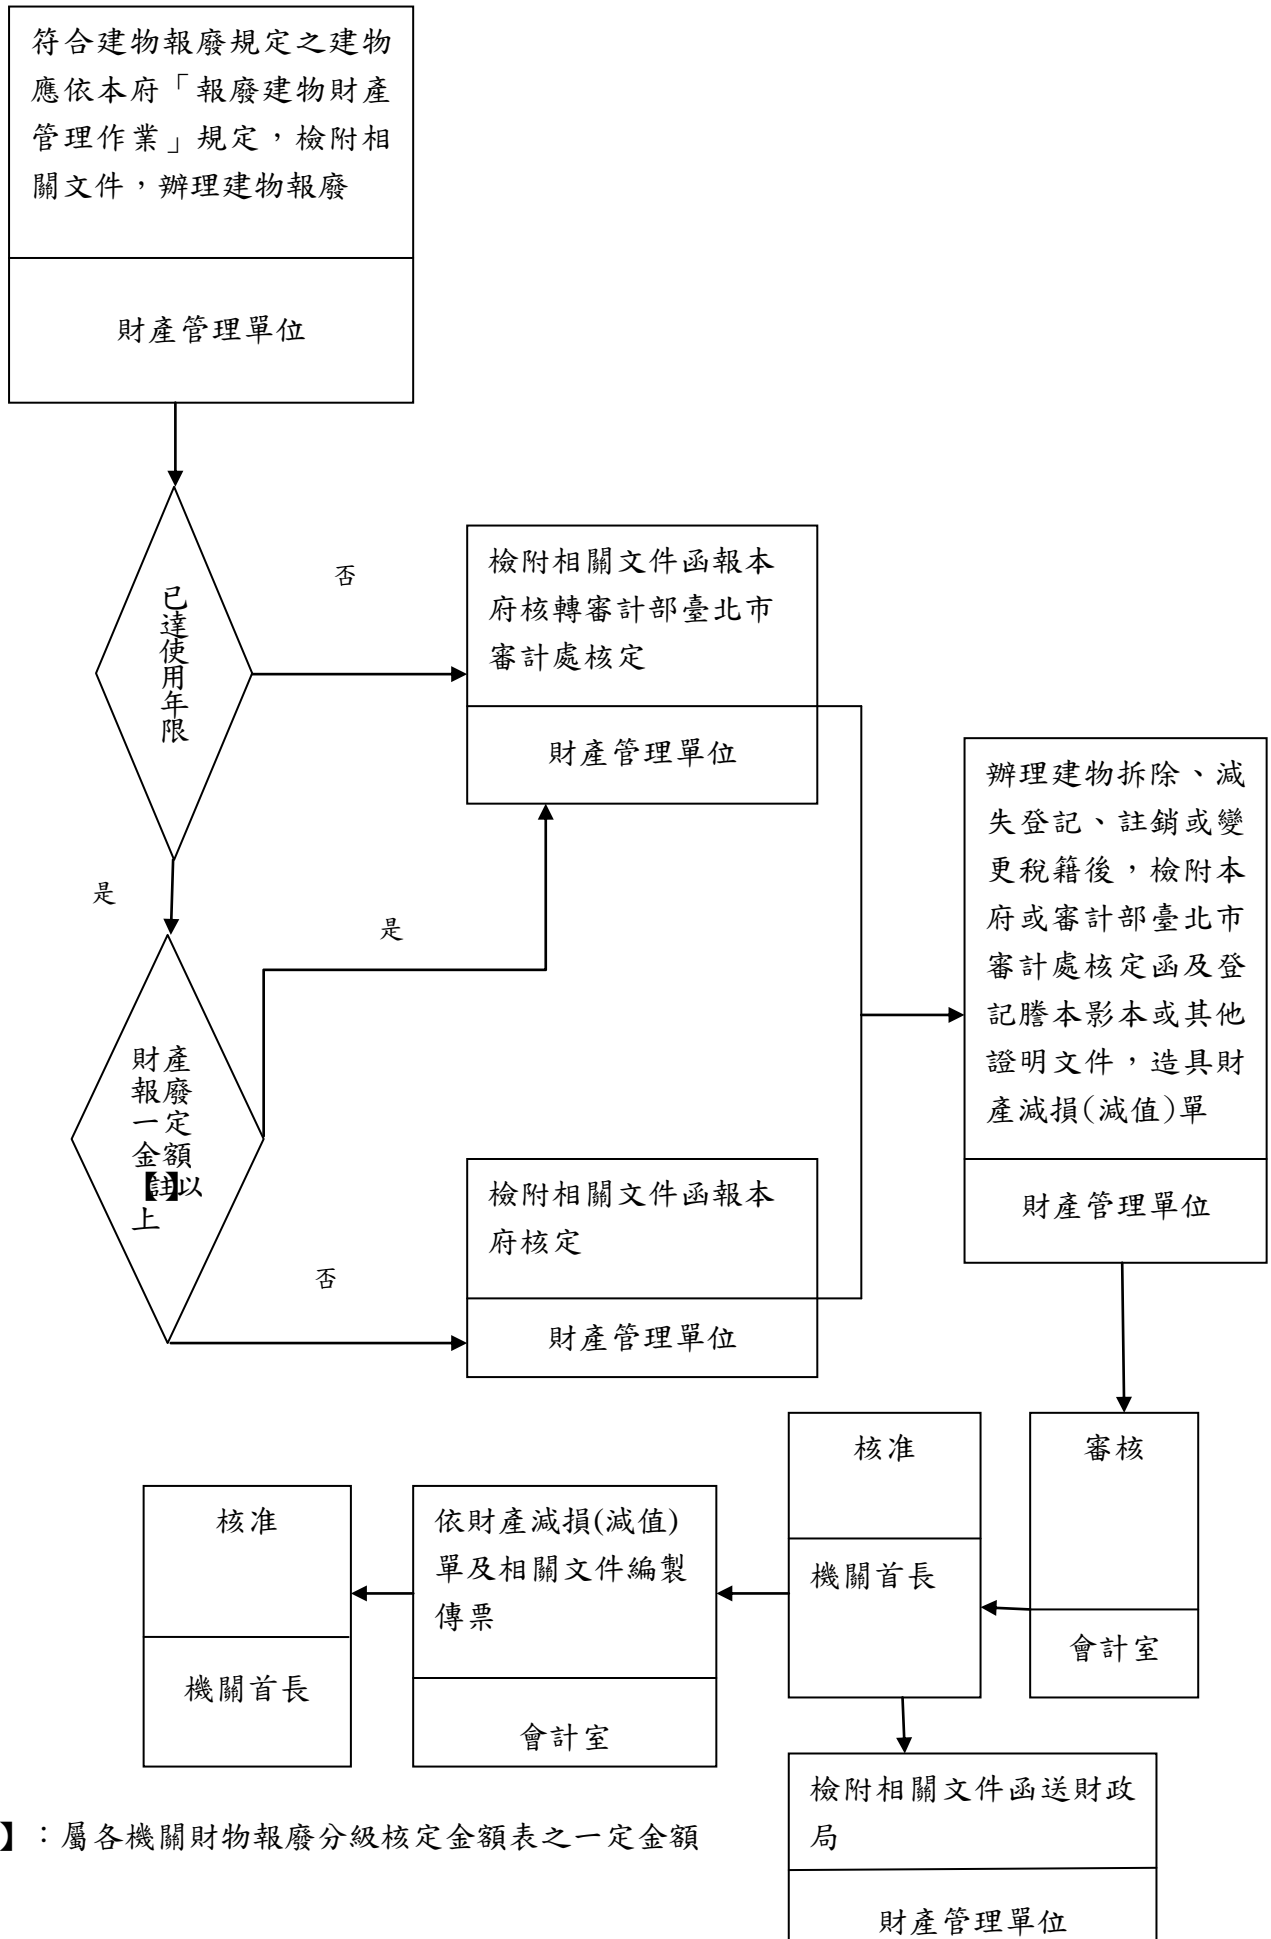 符合建物報廢規定之建物
應依本府「報廢建物財產
管理作業」規定，檢附相
關文件，辦理建物報廢
財產管理單位
已達使用年限
否
檢附相關文件函報本
府核轉審計部臺北市
審計處核定
財產管理單位
是
是
財產
報廢
一定
金額
【註】以
上
否
檢附相關文件函報本
府核定
財產管理單位
辦理建物拆除、減
失登記、註銷或變
更稅籍後，檢附本
府或審計部臺北市
審計處核定函及登
記謄本影本或其他
證明文件，造具財
產減損(減值)單
財產管理單位
審核
會計室
核准
機關首長
依財產減損(減值)
單及相關文件編製
傳票
會計室
核准
機關首長
檢附相關文件函送財政
局
財產管理單位
】：屬各機關財物報廢分級核定金額表之一定金額